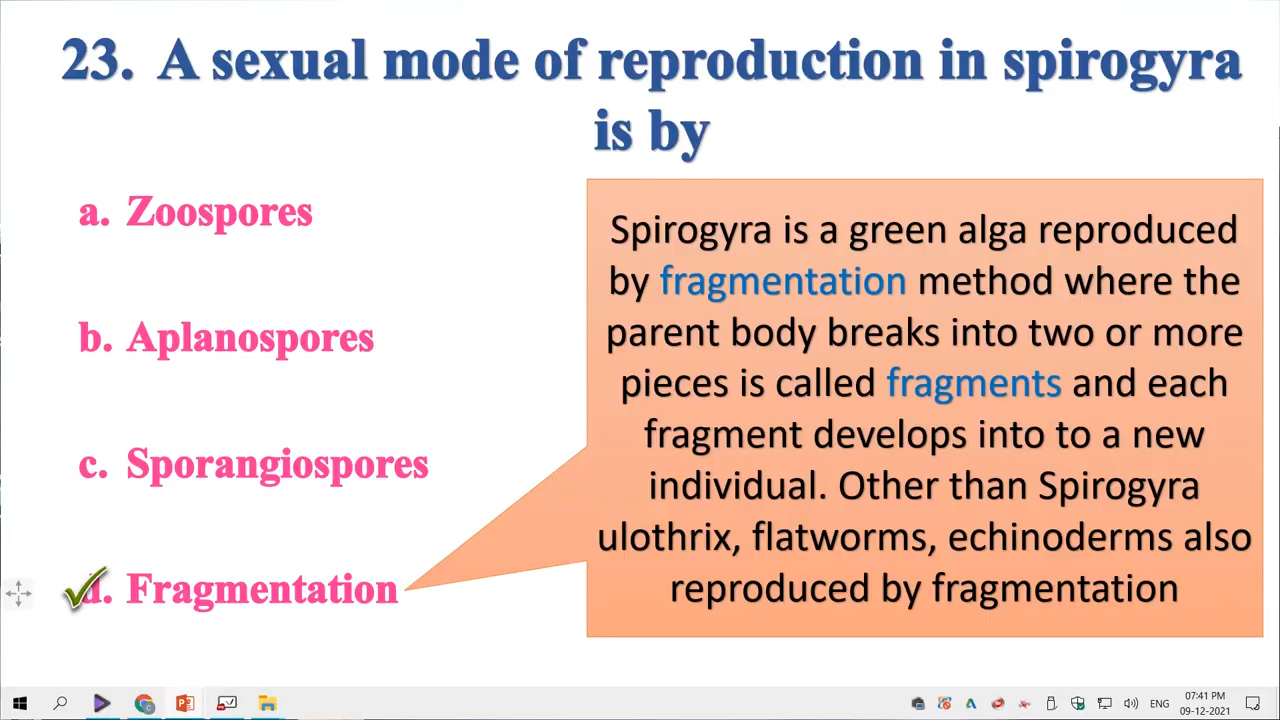 23. A sexual mode of reproduction in spirogyra
is by
a. Zoospores
b. Aplanospores
c. Sporangiospores
d. Fragmentation
Spirogyra is a green alga reproduced
by fragmentation method where the
parent body breaks into two or more
pieces is called fragments and each
fragment develops into to a new
individual. Other than Spirogyra
ulothrix, flatworms, echinoderms also
reproduced by fragmentation
ENG
07:41 PM
09-12-2021